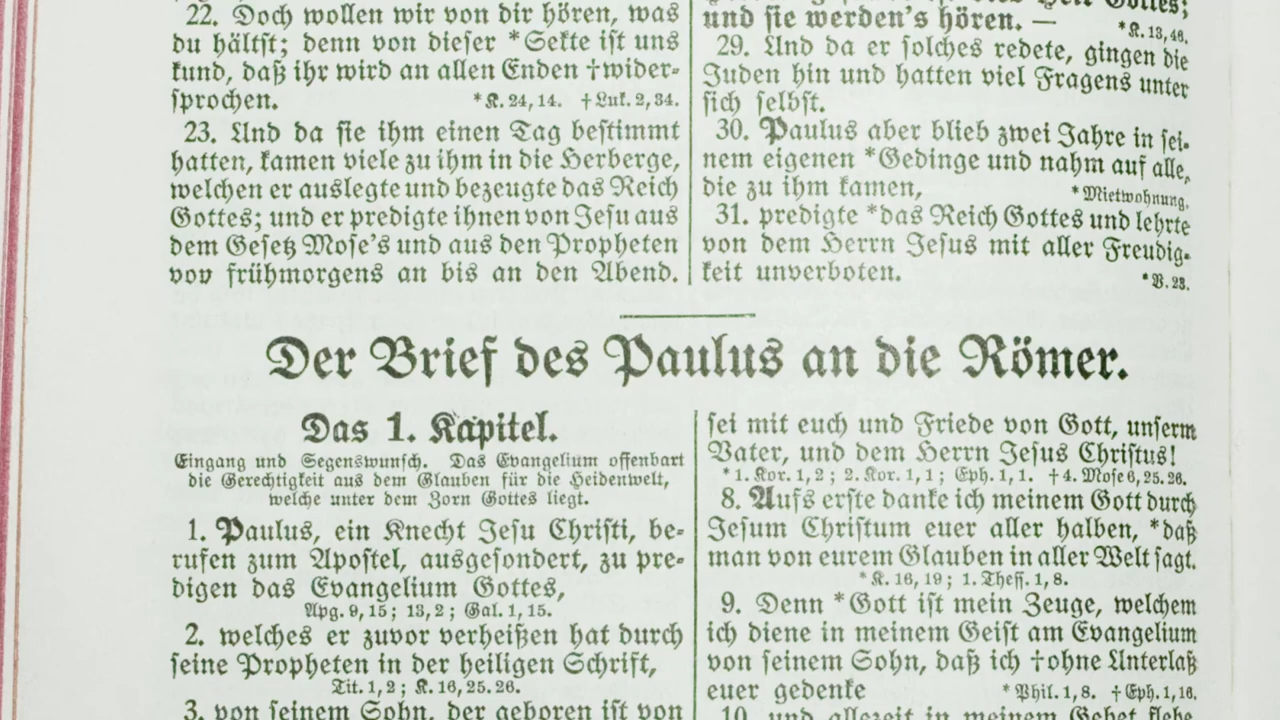 22. Doch wollen wir von dir hören, was
du hältst; denn von dieser *Sekte ist uns
kund, daß ihr wird an allen Enden †wider-
sprochen. *K. 24, 14. †Luk. 2, 34.
23. Und da sie ihm einen Tag bestimmt
hatten, kamen viele zu ihm in die Herberge,
welchen er auslegte und bezeugte das Reich
Gottes; und er predigte ihnen von Jesu aus
dem Gesetz Mose's und aus den Propheten
von frühmorgens an bis an den Abend.
Gottes;
und sie werden's hören. — *K. 13, 46.
29. Und da er solches redete, gingen die
Juden hin und hatten viel Fragens unter
sich selbst.
30. Paulus aber blieb zwei Jahre in sei-
nem eigenen *Gedinge und nahm auf alle,
die zu ihm kamen, *Mietwohnung.
31. predigte *das Reich Gottes und lehrte
von dem Herrn Jesus mit aller Freudig-
keit unverboten. *V. 23.
Der Brief des Paulus an die Römer.
Das 1. Kapitel.
Eingang und Segenswunsch. Das Evangelium offenbart
die Gerechtigkeit aus dem Glauben für die Heidenwelt,
welche unter dem Zorn Gottes liegt.
1. Paulus, ein Knecht Jesu Christi, be-
rufen zum Apostel, ausgesondert, zu pre-
digen das Evangelium Gottes,
Apg. 9, 15; 13, 2; Gal. 1, 15.
2. welches er zuvor verheißen hat durch
seine Propheten in der heiligen Schrift,
Tit. 1, 2; K. 16, 25. 26.
3. von seinem Sohn, der geboren ist von
sei mit euch und Friede von Gott, unserm
Vater, und dem Herrn Jesus Christus!
*1. Kor. 1, 2; 2. Kor. 1, 1; Eph. 1, 1. †4. Mose 6, 25. 26.
8. Aufs erste danke ich meinem Gott durch
Jesum Christum euer aller halben, *daß
man von eurem Glauben in aller Welt sagt.
*K. 16, 19; 1. Thess. 1, 8.
9. Denn *Gott ist mein Zeuge, welchem
ich diene in meinem Geist am Evangelium
von seinem Sohn, daß ich †ohne Unterlaß
euer gedenke *Phil. 1, 8. †Eph. 1, 16.
10. und allezeit in meinem Gebet flehe